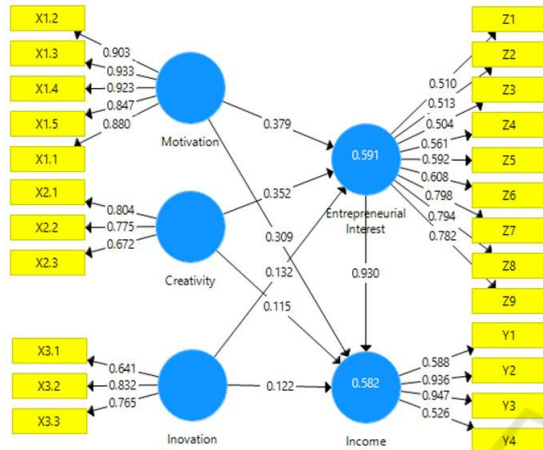 X1.2
X1.3
X1.4
X1.5
X1.1
0.903
0.933
0.923
0.847
0.880
Motivation
X2.1
X2.2
X2.3
0.804
0.775
0.672
Creativity
X3.1
X3.2
X3.3
0.641
0.832
0.765
Inovation
0.379
0.352
0.309
0.132
0.115
0.122
0.591
Entrepreneurial
Interest
0.930
0.582
Income
0.510
0.513
0.504
0.561
0.592
0.608
0.798
0.794
0.782
Z1
Z2
Z3
Z4
Z5
Z6
Z7
Z8
Z9
0.588
0.936
0.947
0.526
Y1
Y2
Y3
Y4